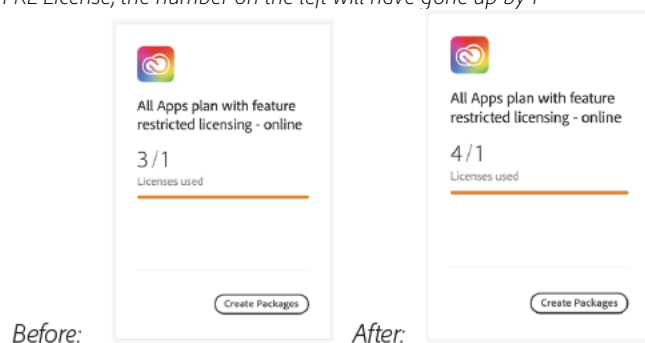 License, the number on the left will have gone up by 1
All Apps plan with feature
restricted licensing - online
3/1
Licenses used
Create Packages
Before:
All Apps plan with feature
restricted licensing - online
4/1
Licenses used
Create Packages
After: